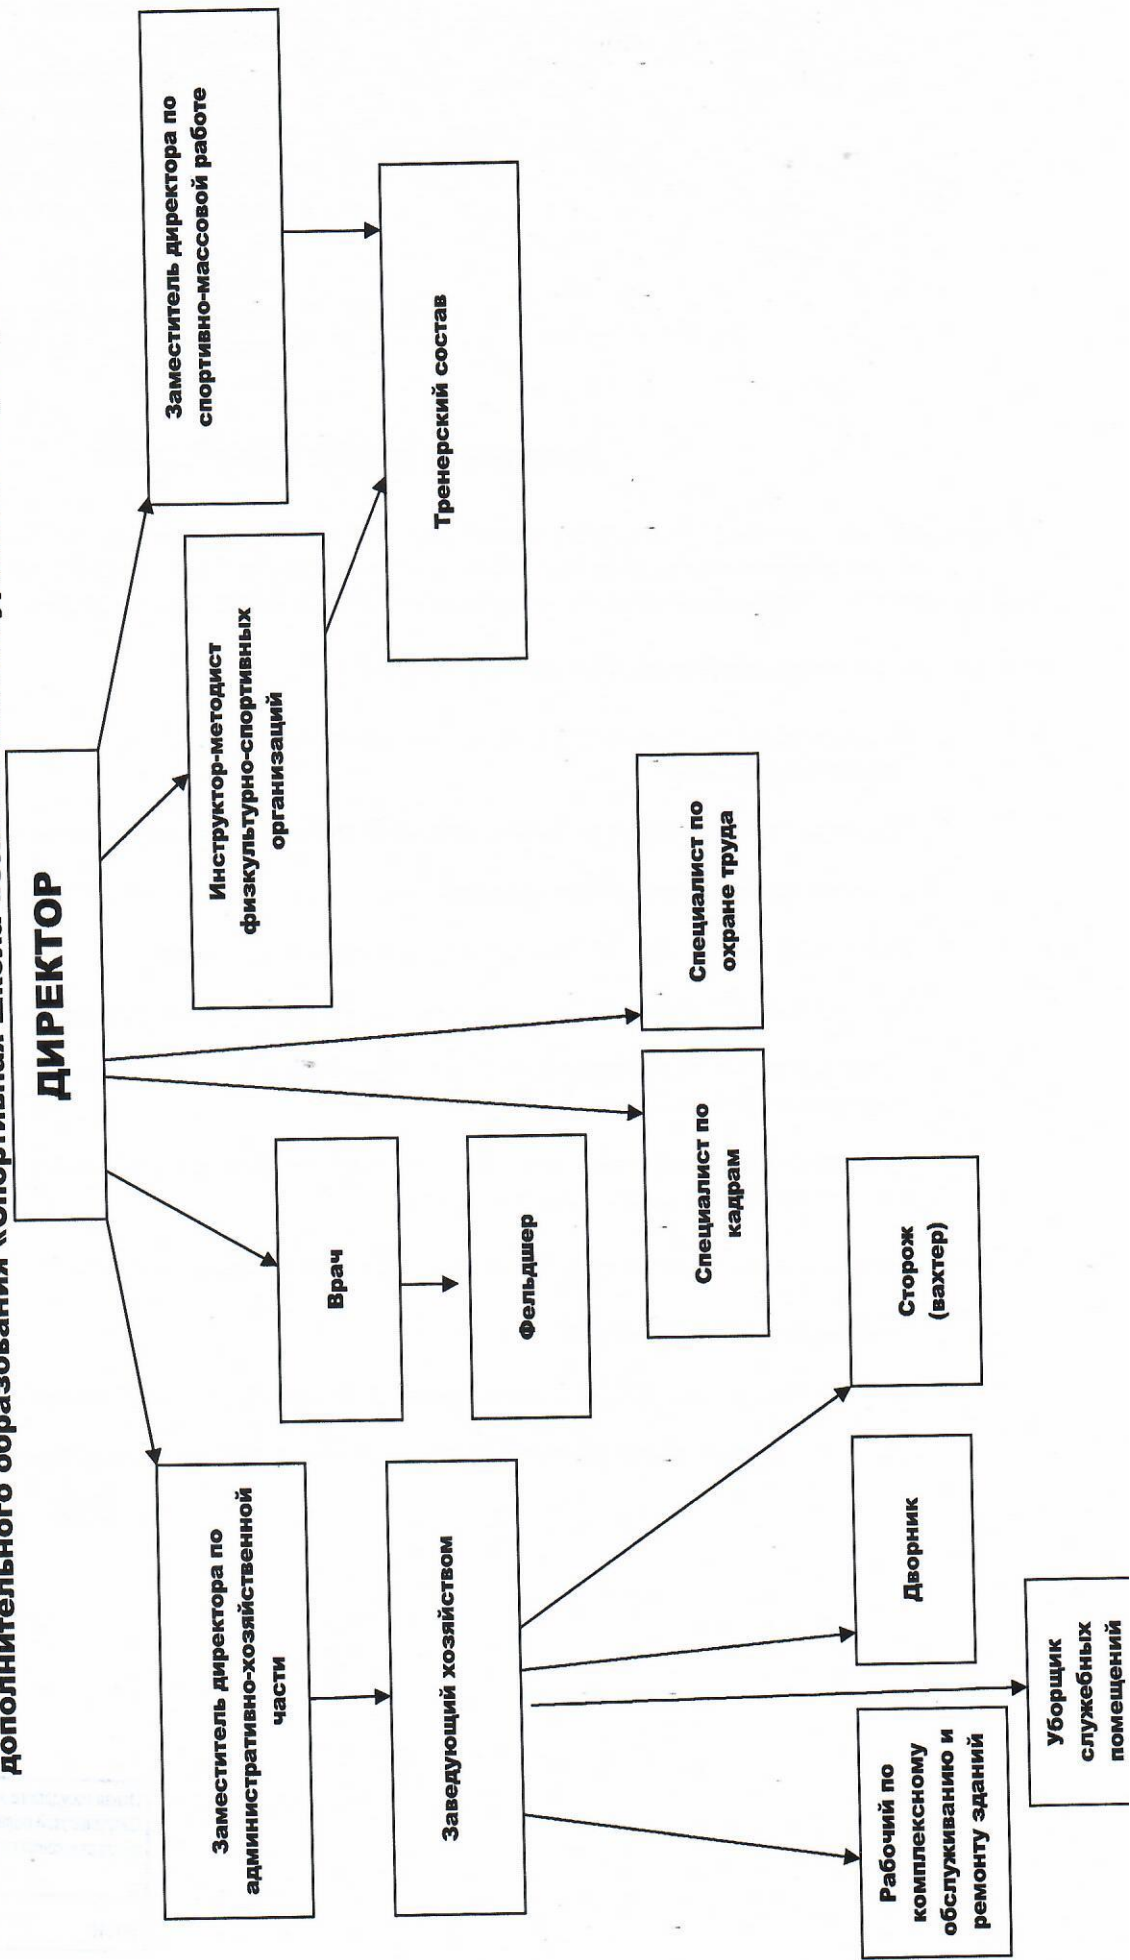 дополнительного образования «Спортивная школа
ДИРЕКТОР
Заместитель директора по
административно-хозяйственной
части
Врач
Инструктор-методист
физкультурно-спортивных
организаций
Заместитель директора по
спортивно-массовой работе
Заведующий хозяйством
Фельдшер
Тренерский состав
Специалист по
кадрам
Специалист по
охране труда
Рабочий по
комплексному
обслуживанию и
ремонту зданий
Дворник
Сторож
(вахтер)
Уборщик
служебных
помещений